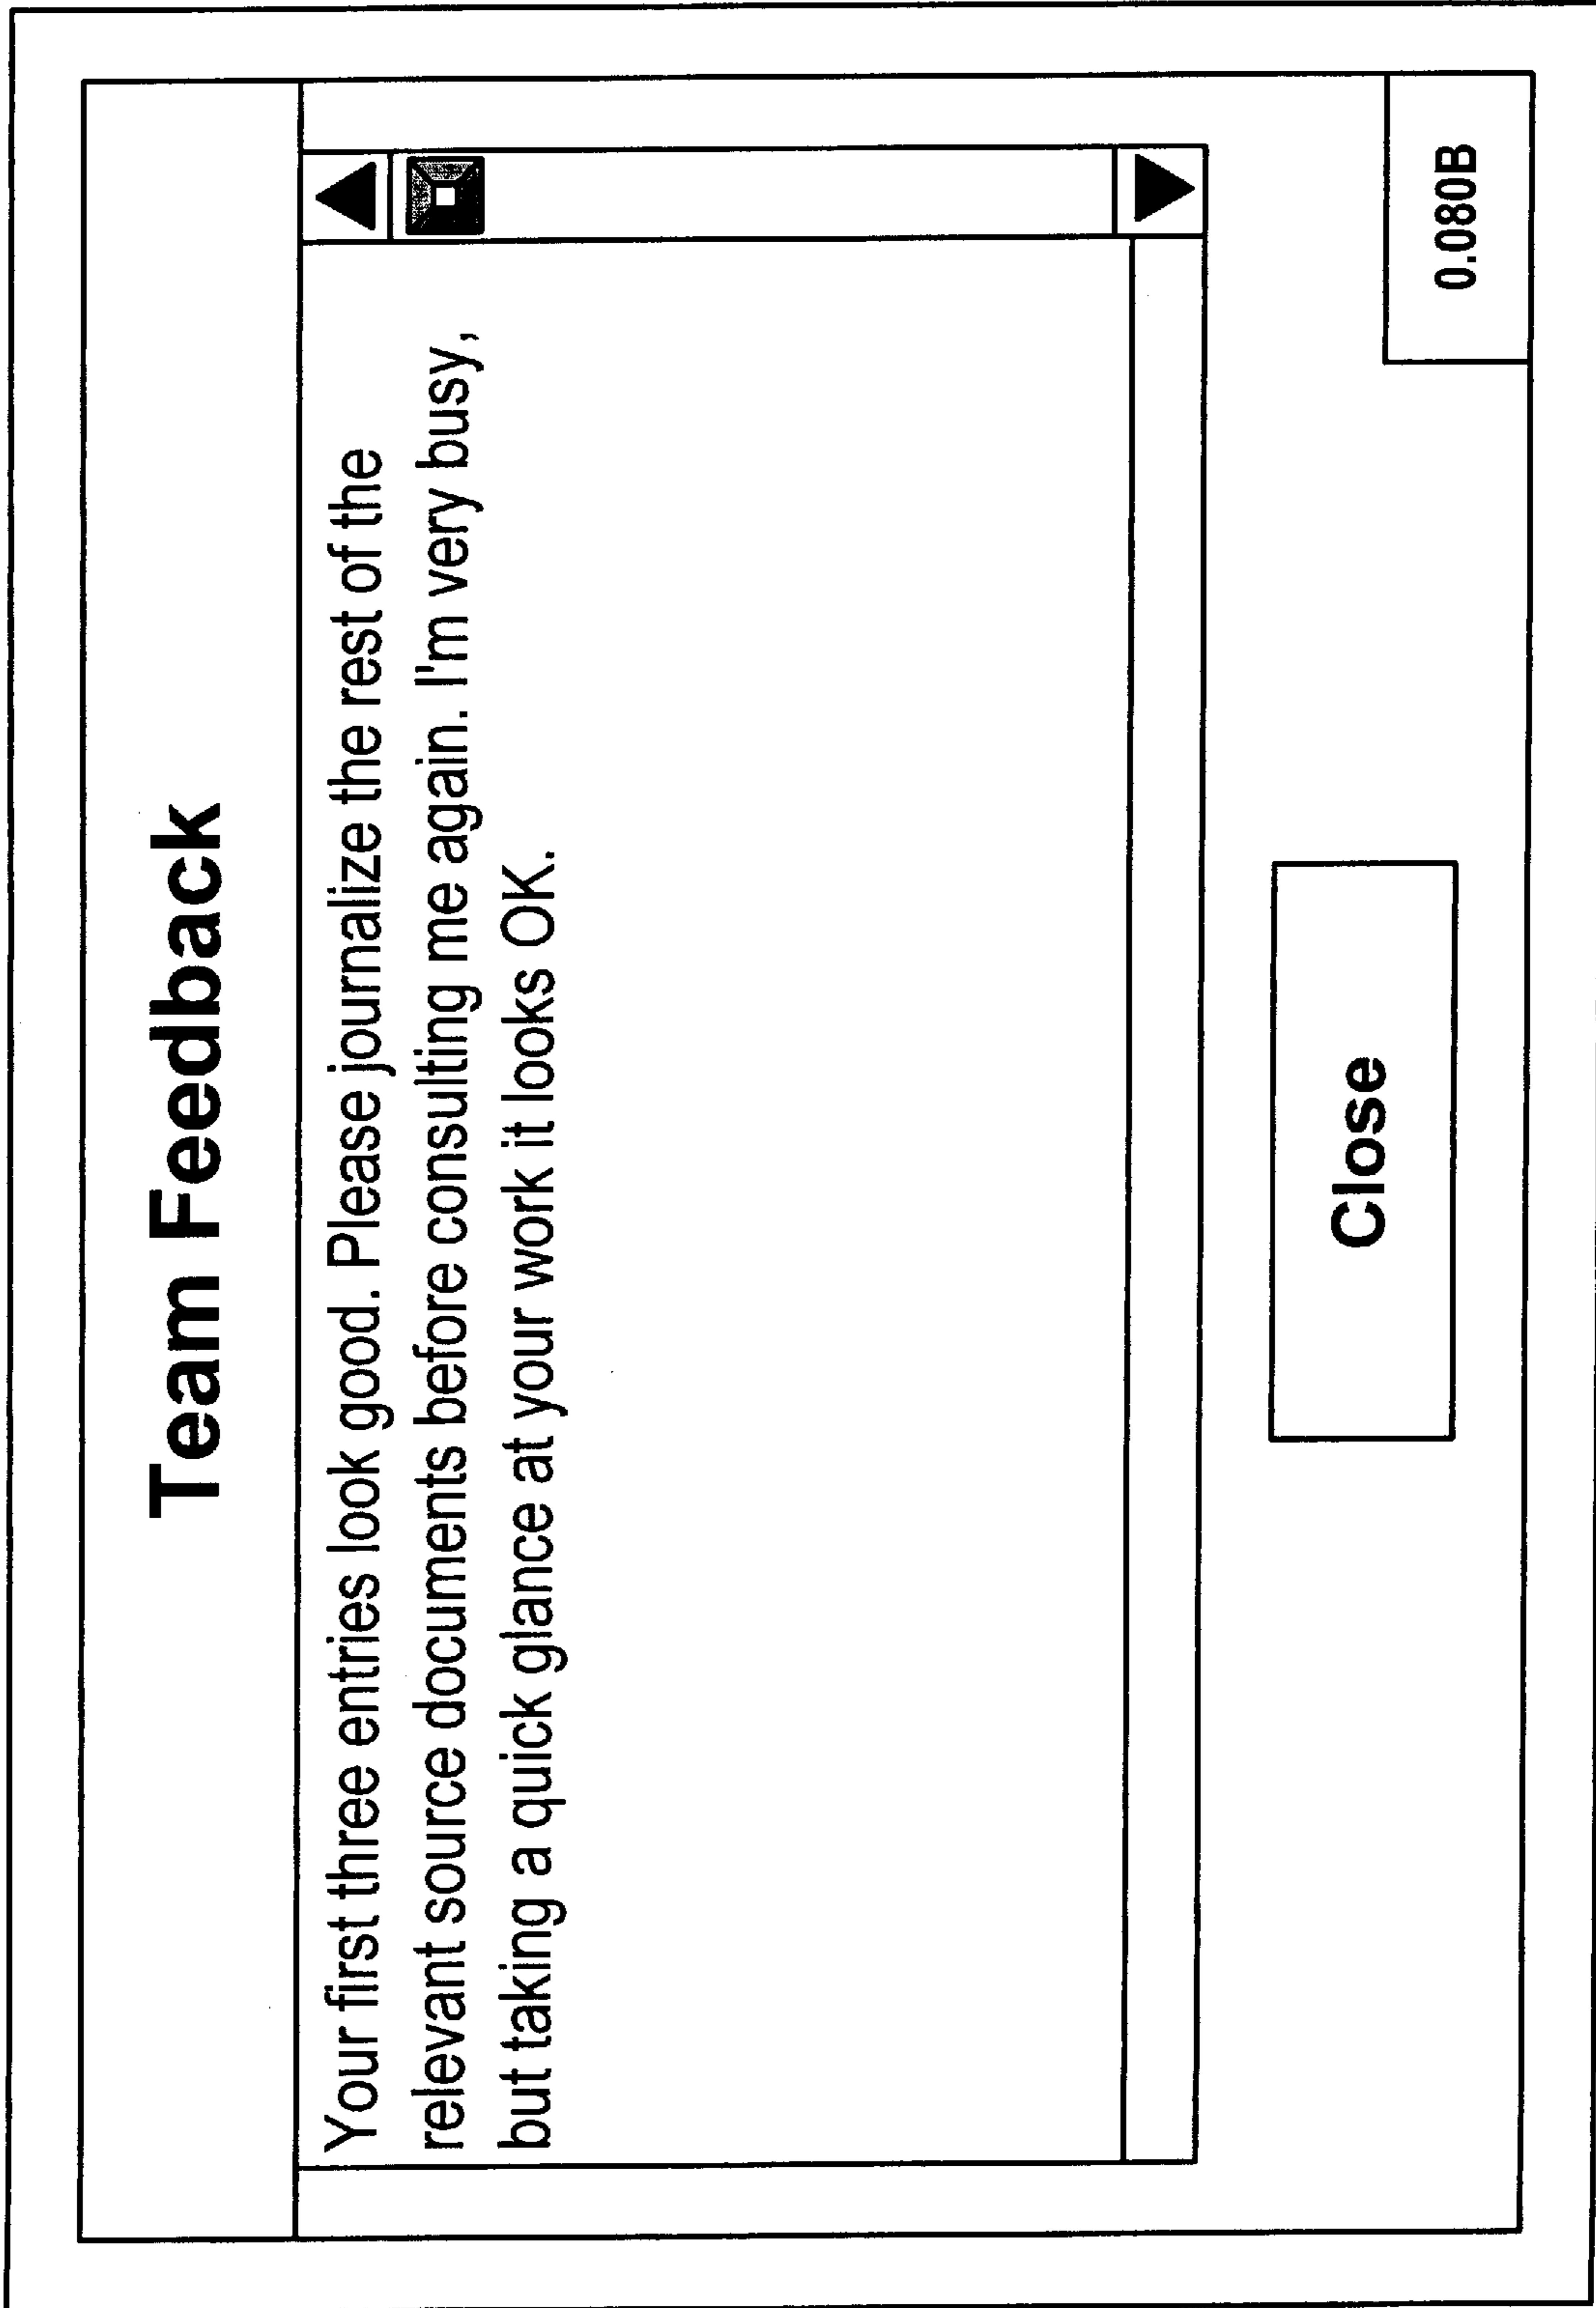 Team Feedback
Your first three entries look good. Please journalize the rest of the
relevant source documents before consulting me again. I'm very busy,
but taking a quick glance at your work it looks OK.
Close
0.080B